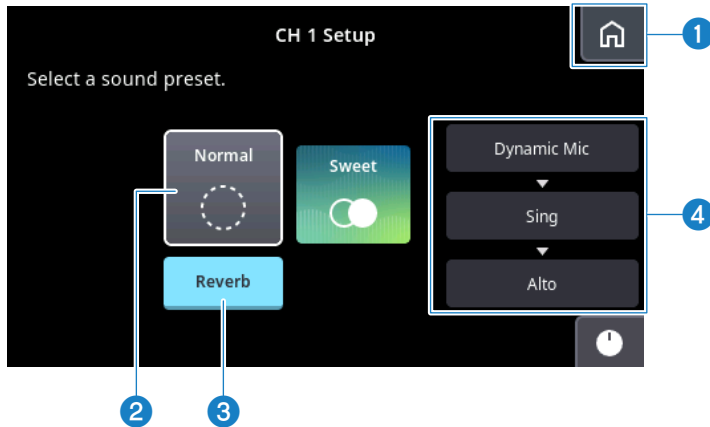 CH 1 Setup
1
Select a sound preset.
Normal
Sweet
Dynamic Mic
Sing
4
Reverb
Alto
2
3